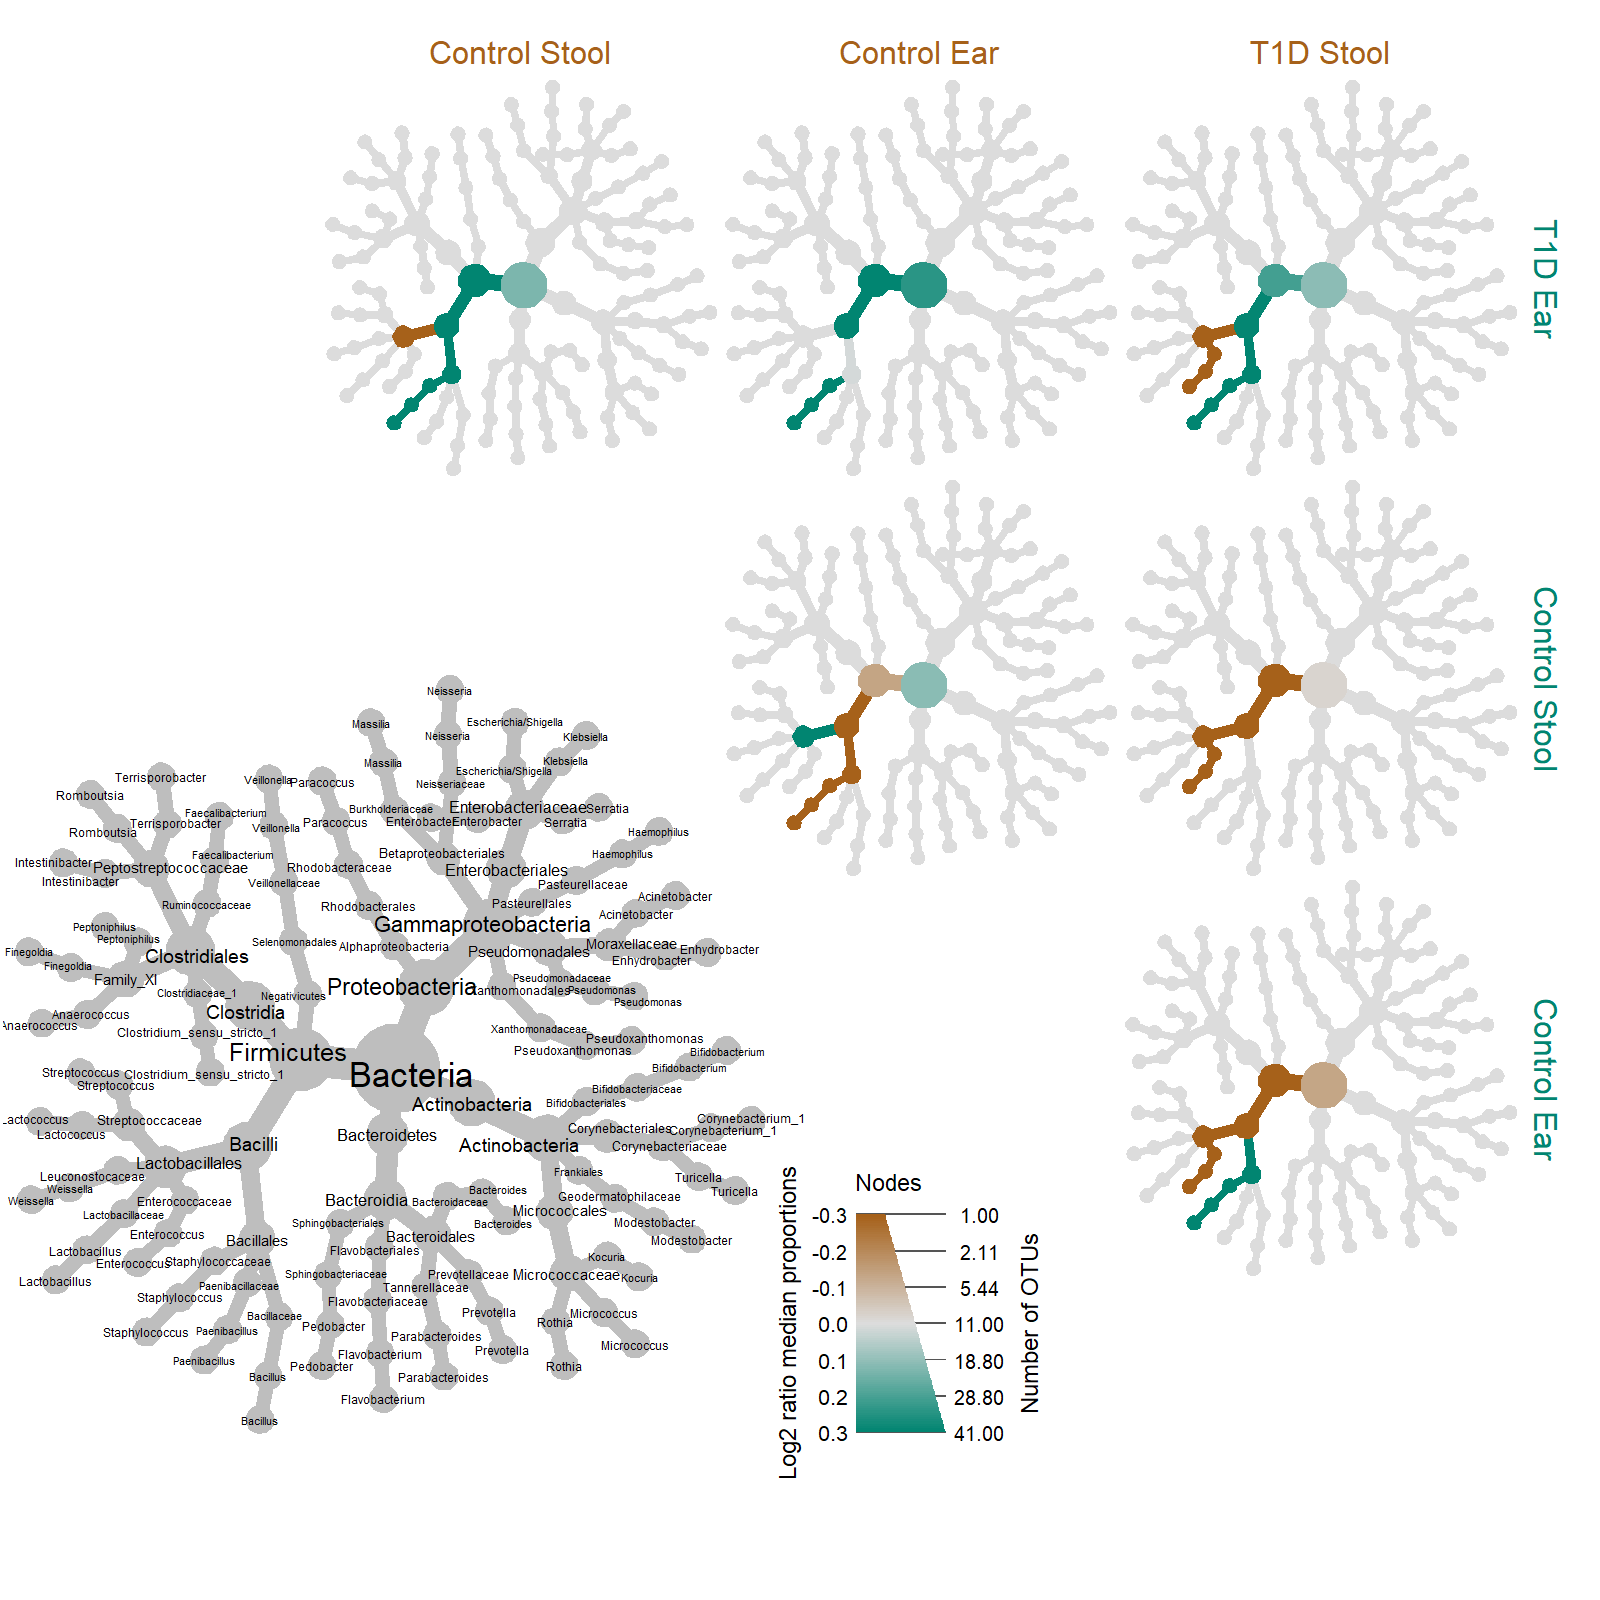 Control Stool
Control Ear
T1D Stool
T1D Ear
Control Stool
Control Ear
Neisseria
Massilia
Escherichia/Shigella
Neisseria
Klebsiella
Massilia
Klebsiella
Escherichia/Shigella
Terrisporobacter
Veillonella
Paracoccus
Neisseriaceae
Romboutsia
Burkholderiaceae
Enterobacteriaceae
Serratia
Faecalibacterium
Terrisporobacter
Veillonella
Paracoccus
Enterobacter
Serratia
Romboutsia
Haemophilus
Intestinibacter
Faecalibacterium
Betaproteobacteriales
Haemophilus
Peptostreptococcaceae
Rhodobacteraceae
Enterobacteriales
Intestinibacter
Veillonellaceae
Pasteurellaceae
Acinetobacter
Ruminococcaceae
Rhodobacterales
Pasteurellales
Acinetobacter
Peptoniphilus
Gammaproteobacteria
Peptoniphilus
Selenomonadales
Alphaproteobacteria
Moraxellaceae
Finegoldia
Clostridiales
Pseudomonadales
Enhydrobacter
Finegoldia
Enhydrobacter
Family_XI
Pseudomonadaceae
Clostridiaceae_1
Negativicutes
Proteobacteria
Xanthomonadales
Pseudomonas
Pseudomonas
Anaerococcus
Clostridia
Anaerococcus
Clostridium_sensu_stricto_1
Xanthomonadaceae
Pseudoxanthomonas
Firmicutes
Pseudoxanthomonas
Bifidobacterium
Streptococcus
Clostridium_sensu_stricto_1
Bacteria
Bifidobacterium
Streptococcus
Bifidobacteriaceae
Actinobacteria
Bifidobacteriales
Lactococcus
Streptococcaceae
Corynebacterium_1
Lactococcus
Bacteroidetes
Corynebacteriales
Corynebacterium_1
Bacilli
Actinobacteria
Corynebacteriaceae
Lactobacillales
Leuconostocaceae
Frankiales
Turicella
Weissella
Bacteroides
Turicella
Weissella
Enterococcaceae
Bacteroidia
Bacteroidaceae
Geodermatophilaceae
Lactobacillaceae
Sphingobacteriales
Bacteroides
Micrococcales
Modestobacter
Enterococcus
Bacillales
Bacteroidales
Modestobacter
Lactobacillus
Flavobacteriales
Kocuria
Enterococcus
Staphylococcaceae
Sphingobacteriaceae
Prevotellaceae
Micrococcaceae
Kocuria
Lactobacillus
Paenibacillaceae
Tannerellaceae
Staphylococcus
Flavobacteriaceae
Bacillaceae
Prevotella
Micrococcus
Staphylococcus
Paenibacillus
Pedobacter
Parabacteroides
Rothia
Paenibacillus
Flavobacterium
Prevotella
Micrococcus
Pedobacter
Rothia
Bacillus
Parabacteroides
Flavobacterium
Bacillus
Nodes
Log2 ratio median proportions
Number of OTUs
-0.3 1.00
-0.2 2.11
-0.1 5.44
0.0 11.00
0.1 18.80
0.2 28.80
0.3 41.00